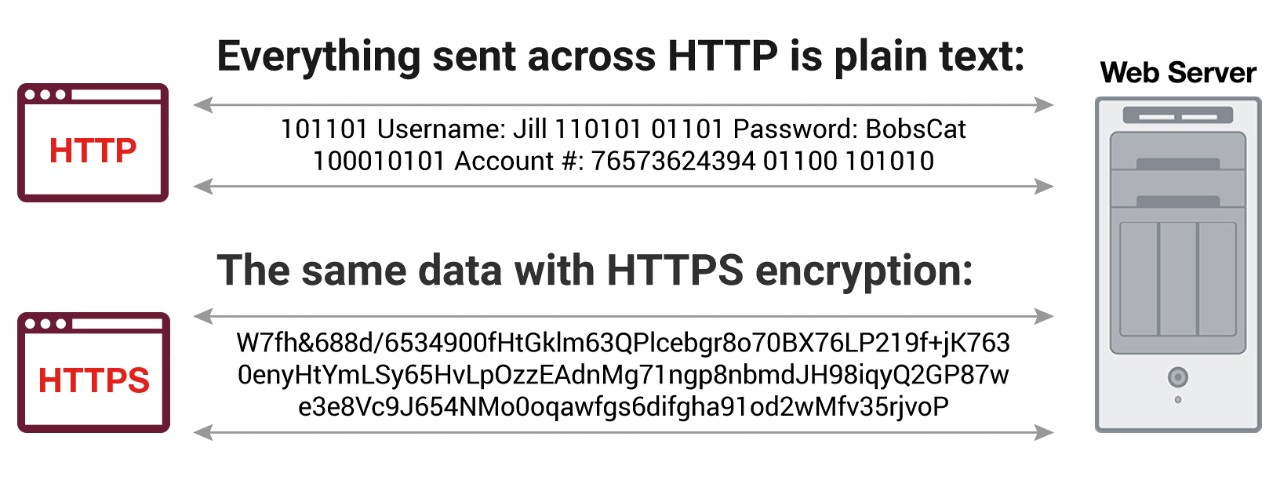 Everything sent across HTTP is plain text:
Web Server
HTTP
101101 Username: Jill 110101 01101 Password: BobsCat
100010101 Account #: 76573624394 01100 101010
The same data with HTTPS encryption:
HTTPS
W7fh&688d/6534900fHtGklm63QPlcebgr8o70BX76LP219f+jK763
0enyHtYmLSy65HvLpOzzEAdnMg71ngp8nbmdJH98iqyQ2GP87w
e3e8Vc9J654NMo0oqawfgs6difgha91od2wMfv35rjvoP